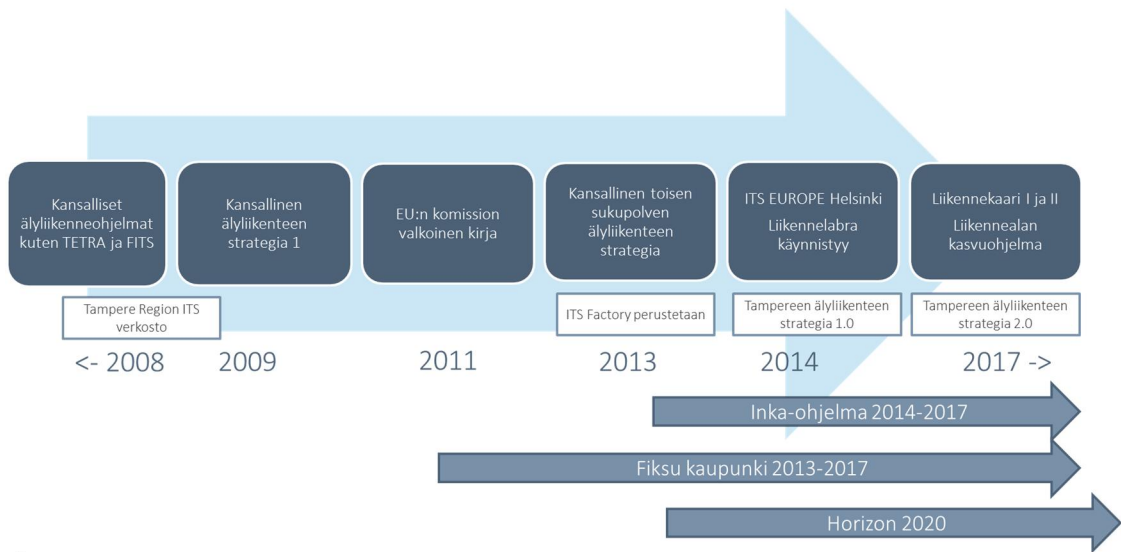 Kansalliset
älyliikenneohjelmat
kuten TETRA ja FITS
Kansallinen
älyliikenteen
strategia 1
EU:n komission
valkoinen kirja
Kansallinen toisen
sukupolven
älyliikenteen
strategia
ITS EUROPE Helsinki
Liikennelabra
käynnistyy
Liikennekaari I ja II
Liikennealan
kasvuohjelma
Tampere Region ITS
verkosto
ITS Factory perustetaan
Tampereen älyliikenteen
strategia 1.0
Tampereen älyliikenteen
strategia 2.0
<- 2008
2009
2011
2013
2014
2017 ->
Inka-ohjelma 2014-2017
Fiksu kaupunki 2013-2017
Horizon 2020